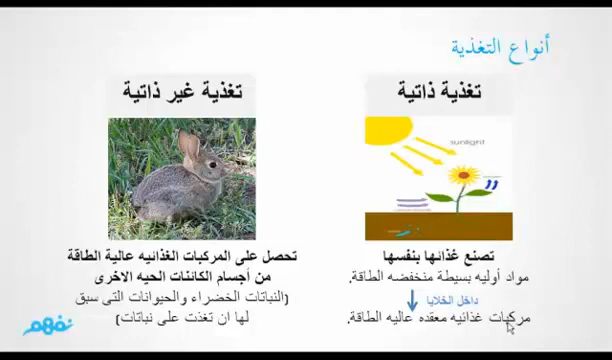 أنواع التغذية
تغذية ذاتية
sunlight
تصنع غذائها بنفسها
مواد أوليه بسيطة منخفضه الطاقة.
داخل الخلايا
مركبات غذائيه معقده عاليه الطاقة.
تغذية غير ذاتية
تحصل على المركبات الغذائيه عالية الطاقة
من أجسام الكائنات الحيه الاخرى
(النباتات الخضراء والحيوانات التى سبق
لها ان تغذت على نباتات)
نفهم